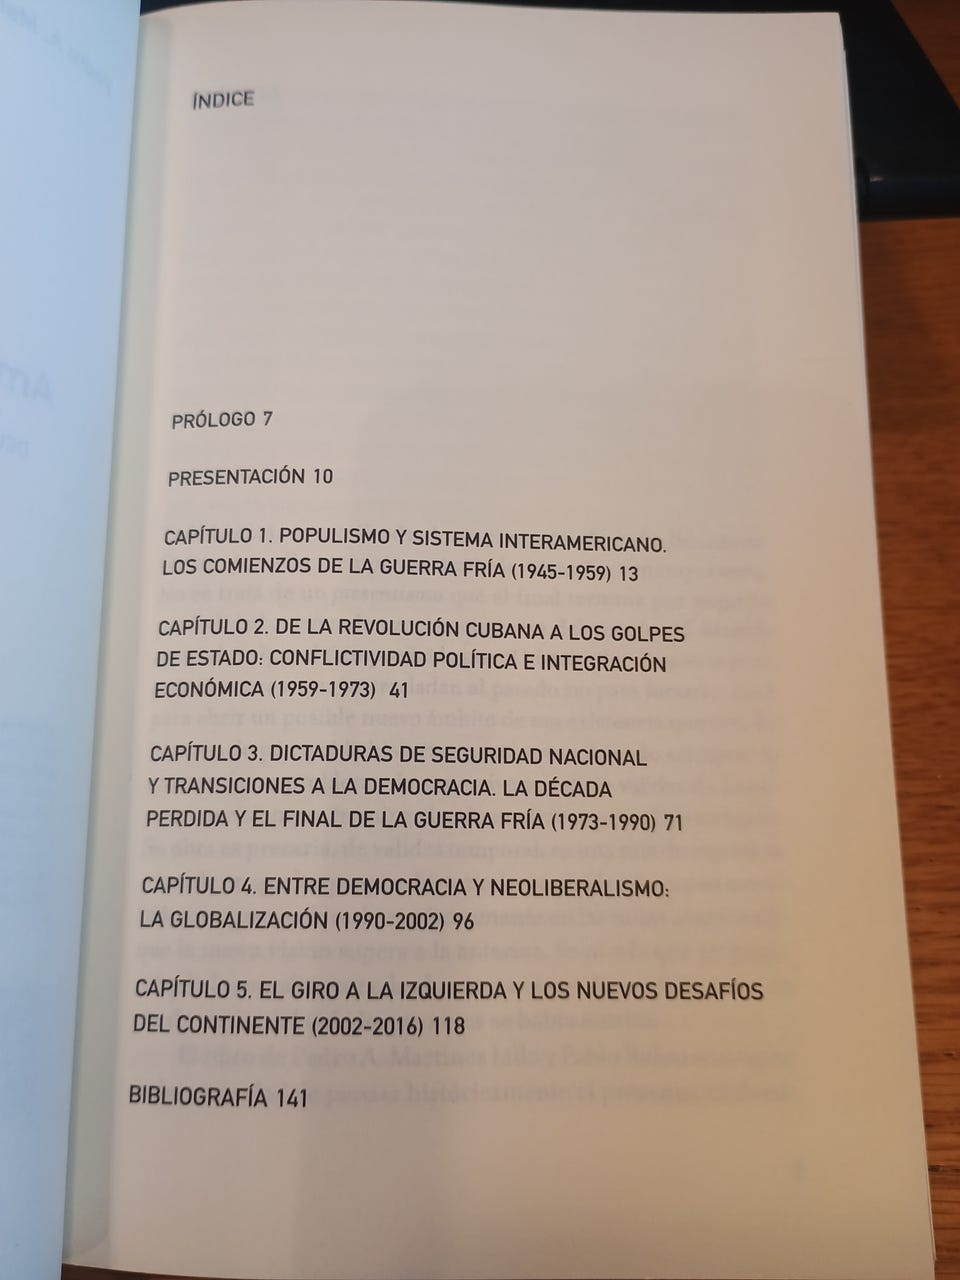 ÍNDICE
PRÓLOGO 7
PRESENTACIÓN 10
CAPÍTULO 1. POPULISMO Y SISTEMA INTERAMERICANO.
LOS COMIENZOS DE LA GUERRA FRÍA (1945-1959) 13
CAPÍTULO 2. DE LA REVOLUCIÓN CUBANA A LOS GOLPES
DE ESTADO: CONFLICTIVIDAD POLÍTICA E INTEGRACIÓN
ECONÓMICA (1959-1973) 41
CAPÍTULO 3. DICTADURAS DE SEGURIDAD NACIONAL
Y TRANSICIONES A LA DEMOCRACIA. LA DÉCADA
PERDIDA Y EL FINAL DE LA GUERRA FRÍA (1973-1990) 71
CAPÍTULO 4. ENTRE DEMOCRACIA Y NEOLIBERALISMO:
LA GLOBALIZACIÓN (1990-2002) 96
CAPÍTULO 5. EL GIRO A LA IZQUIERDA Y LOS NUEVOS DESAFÍOS
DEL CONTINENTE (2002-2016) 118
BIBLIOGRAFÍA 141